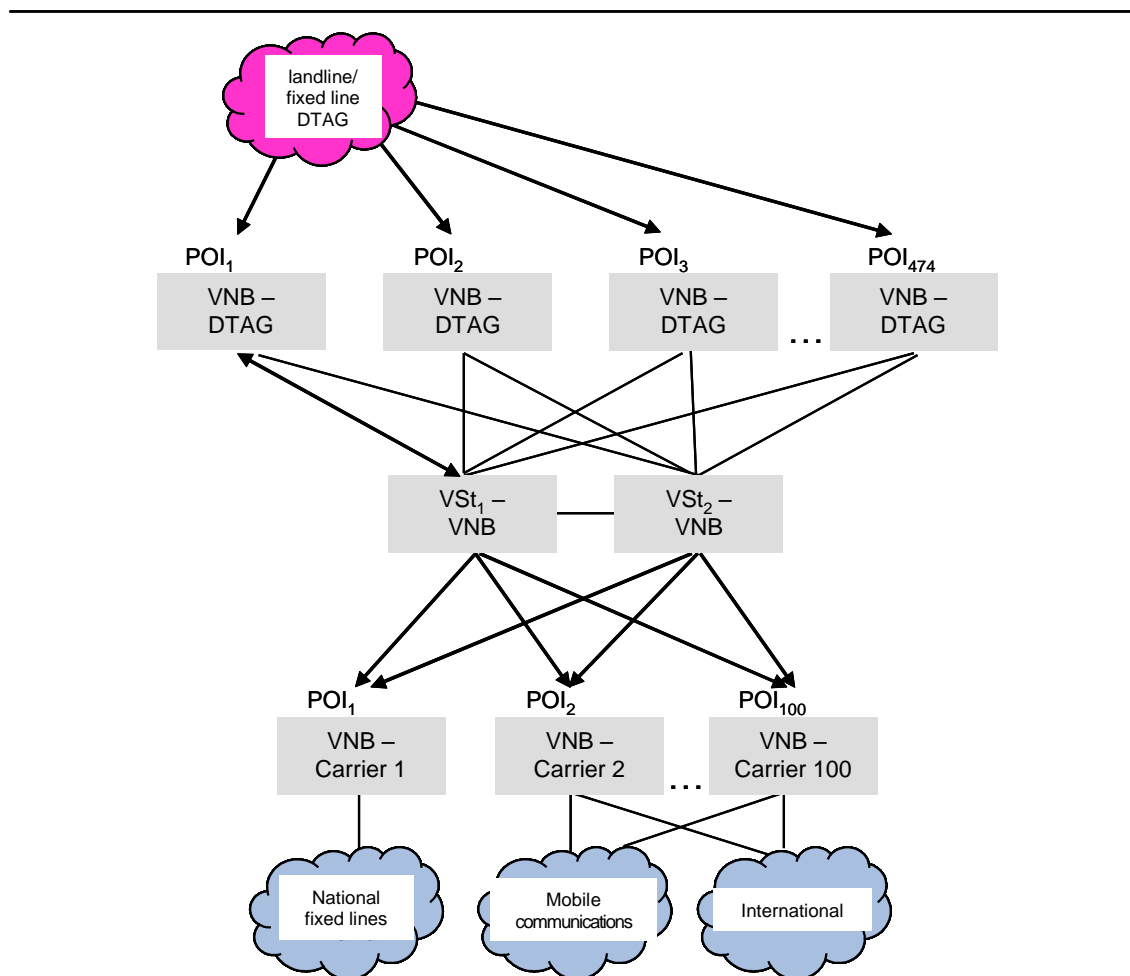 landline/
fixed line
DTAG
POI₁
POI₂
POI₃
POI₄₇₄
VNB –
DTAG
VNB –
DTAG
VNB –
DTAG
...
VNB –
DTAG
VSt₁ –
VNB
VSt₂ –
VNB
POI₁
POI₂
POI₁₀₀
VNB –
Carrier 1
VNB –
Carrier 2
...
VNB –
Carrier 100
National
fixed lines
Mobile
communications
International